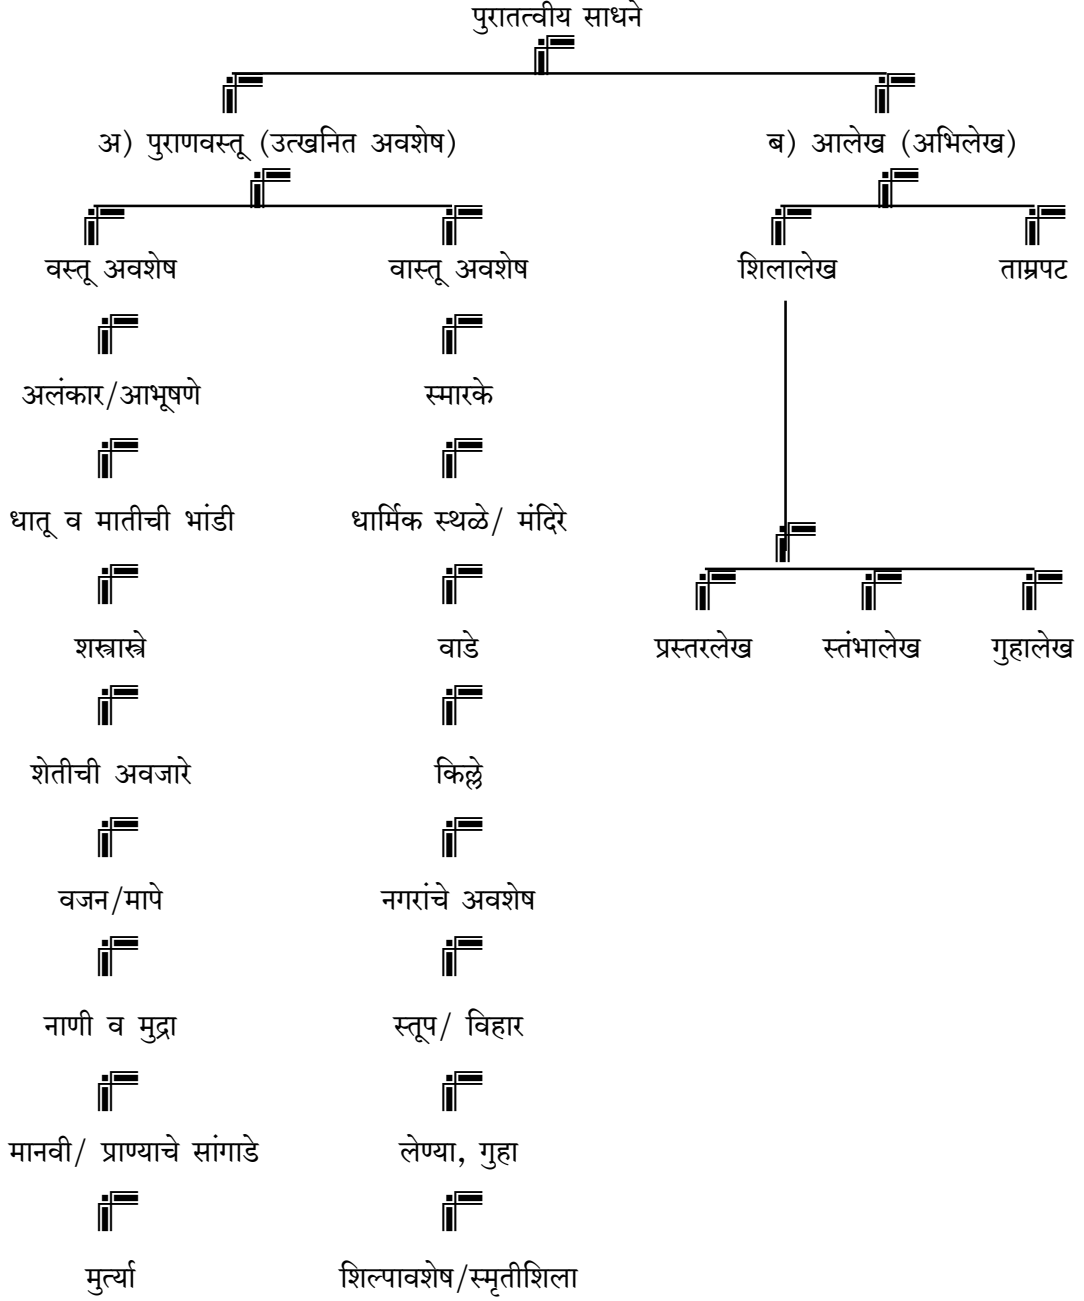 पुरातत्वीय साधने
अ) पुराणवस्तू (उत्खनित अवशेष) ब) आलेख (अभिलेख)
वस्तू अवशेष वास्तू अवशेष शिलालेख ताम्रपट
अलंकार/आभूषणे स्मारके
धातू व मातीची भांडी धार्मिक स्थळे/ मंदिरे
शस्त्रास्त्रे वाडे प्रस्तरलेख स्तंभालेख गुहालेख
शेतीची अवजारे किल्ले
वजन/मापे नगरांचे अवशेष
नाणी व मुद्रा स्तूप/ विहार
मानवी/ प्राण्याचे सांगाडे लेण्या, गुहा
मुर्त्या शिल्पावशेष/स्मृतीशिला